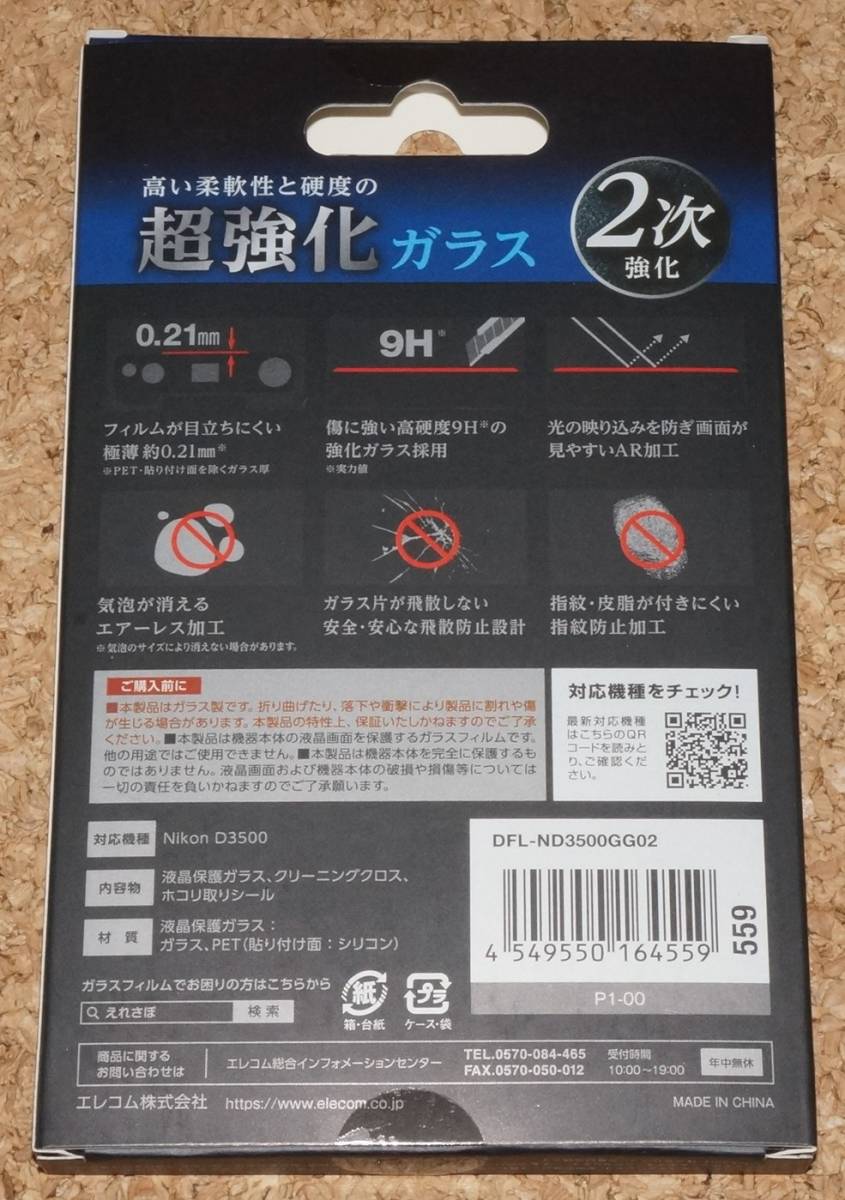 高い柔軟性と硬度の
超強化 ガラス
2次
強化
0.21mm
9H※
フィルムが目立ちにくい
極薄 約0.21mm※
※PET・貼り付け面を除くガラス厚
傷に強い高硬度9H※の
強化ガラス採用
※実力値
光の映り込みを防ぎ画面が
見やすいAR加工
気泡が消える
エアーレス加工
※気泡のサイズにより消えない場合があります。
ガラス片が飛散しない
安全・安心な飛散防止設計
指紋・皮脂が付きにくい
指紋防止加工
ご購入前に
■本製品はガラス製です。折り曲げたり、落下や衝撃により製品に割れや傷
が生じる場合があります。本製品の特性上、保証いたしかねますのでご了承
ください。■本製品は機器本体の液晶画面を保護するガラスフィルムです。
他の用途ではご使用できません。■本製品は機器本体を完全に保護するも
のではありません。液晶画面および機器本体の破損や損傷等については
一切の責任を負いかねますのでご了承願います。
対応機種をチェック!
最新対応機種
はこちらのQR
コードを読みと
り、ご確認くだ
さい。
対応機種 Nikon D3500
内容物 液晶保護ガラス、クリーニングクロス、
ホコリ取りシール
材質 液晶保護ガラス:
ガラス、PET(貼り付け面:シリコン)
DFL-ND3500GG02
4 549550 164559
559
P1-00
ガラスフィルムでお困りの方はこちらから
えれさぽ 検索
紙
箱・台紙
プラ
ケース・袋
商品に関する
お問い合わせは
エレコム総合インフォメーションセンター
TEL.0570-084-465
FAX.0570-050-012
受付時間
10:00～19:00
年中無休
エレコム株式会社 https://www.elecom.co.jp
MADE IN CHINA